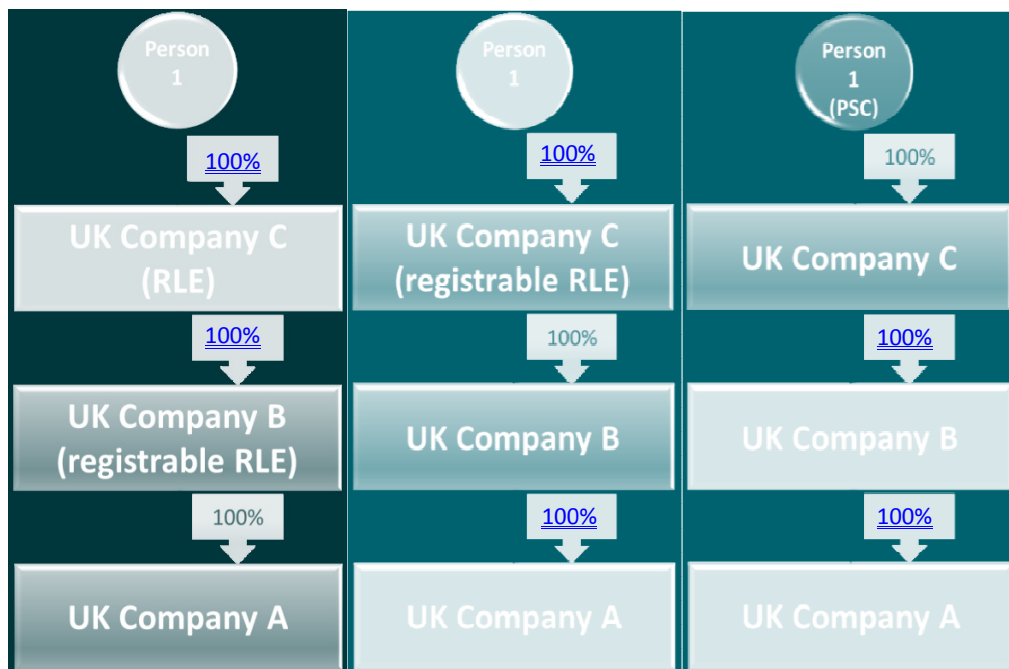 Person
1
100%
UK Company C
(RLE)
100%
UK Company B
(registrable RLE)
100%
UK Company A
Person
1
100%
UK Company C
(registrable RLE)
100%
UK Company B
100%
UK Company A
Person
1
(PSC)
100%
UK Company C
100%
UK Company B
100%
UK Company A